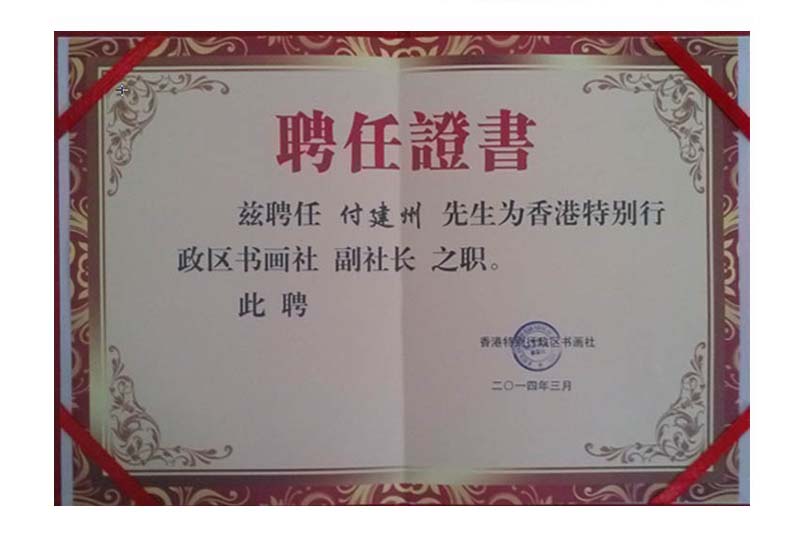 聘任證書
兹聘任 付建州 先生为香港特别行
政区书画社 副社长 之职。
此 聘
香港特别行政区书画社
二〇一四年三月